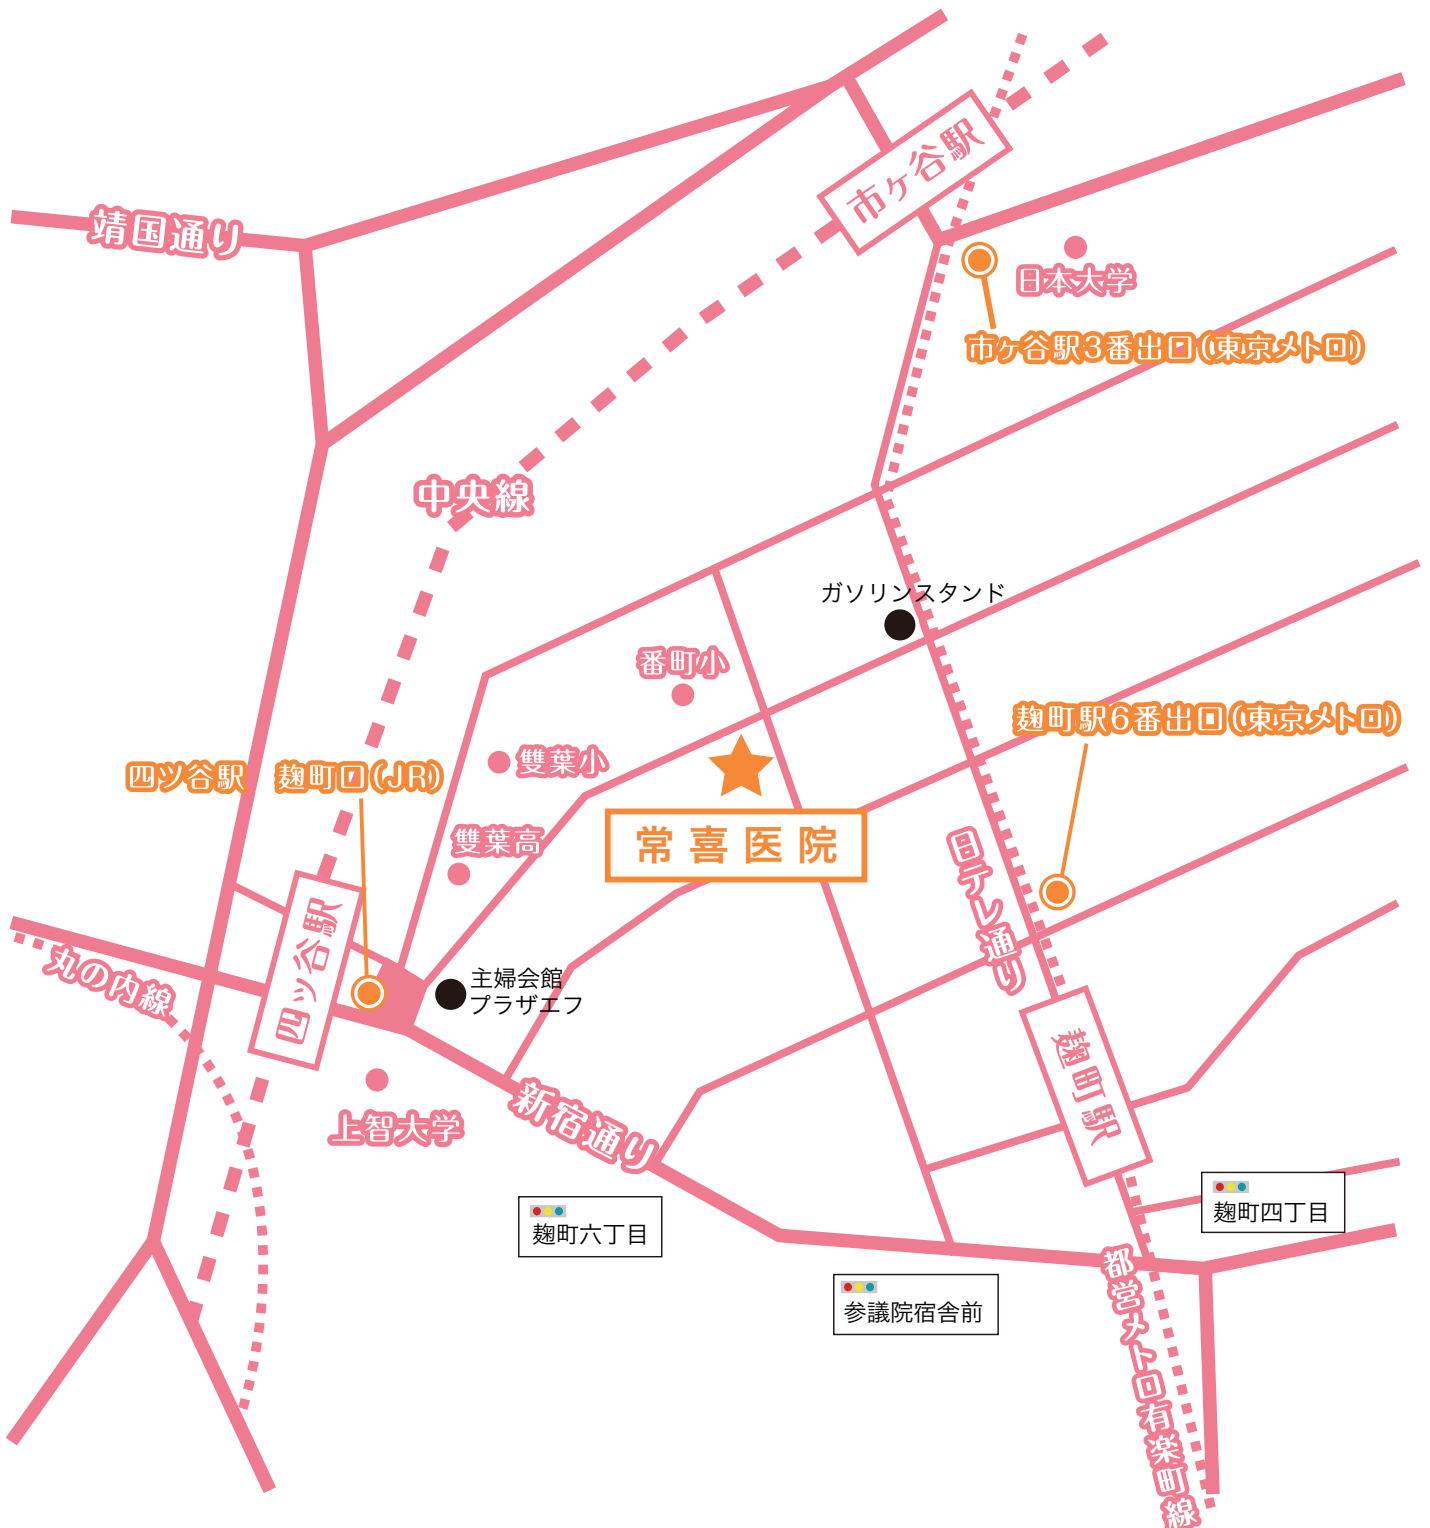 市ヶ谷駅
靖国通り
日本大学
市ヶ谷駅3番出口(東京メトロ)
中央線
ガソリンスタンド
番町小
麹町駅6番出口(東京メトロ)
四ツ谷駅 麹町口(JR)
雙葉小
雙葉高
常喜医院
日テレ通り
四ッ谷駅
丸の内線
主婦会館
プラザエフ
麹町駅
上智大学
新宿通り
麹町六丁目
麹町四丁目
参議院宿舎前
都営メトロ有楽町線